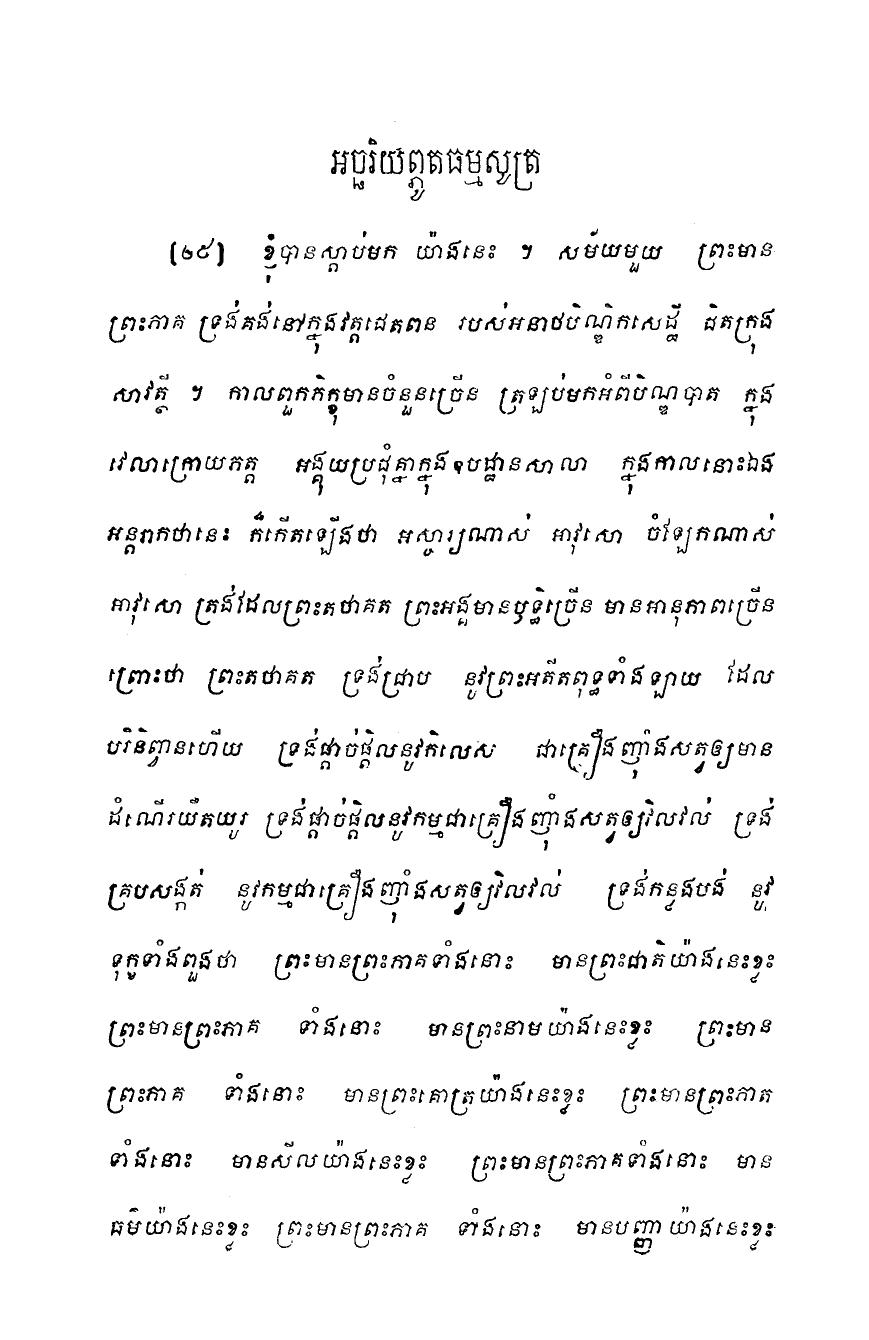 អច្ឆរិយព្ភូតធម្មសូត្រ
[២៩] ខ្ញុំបានស្តាប់មក យ៉ាងនេះ ។ សម័យមួយ ព្រះមាន
ព្រះភាគ ទ្រង់គង់នៅក្នុងវត្តជេតពន របស់អនាថបិណ្ឌិកសេដ្ឋី ជិតក្រុង
សាវត្ថី ។ កាលពួកភិក្ខុមានចំនួនច្រើន ត្រឡប់មកអំពីបិណ្ឌបាត ក្នុង
វេលាក្រោយភត្ត អង្គុយប្រជុំគ្នាក្នុងឧបដ្ឋានសាលា ក្នុងកាលនោះឯង
អន្តរាកថានេះ ក៏កើតឡើងថា អស្ចារ្យណាស់ អាវុសោ ចំឡែកណាស់
អាវុសោ ត្រង់ដែលព្រះតថាគត ព្រះអង្គមានឫទ្ធិច្រើន មានអានុភាពច្រើន
ព្រោះថា ព្រះតថាគត ទ្រង់ជ្រាប នូវព្រះអតីតពុទ្ធទាំងឡាយ ដែល
បរិនិព្វានហើយ ទ្រង់ផ្តាច់ផ្តិលនូវកិលេស ជាគ្រឿងញ៉ាំងសត្វឲ្យមាន
ដំណើរយឺតយូរ ទ្រង់ផ្តាច់ផ្តិលនូវកម្មជាគ្រឿងញ៉ាំងសត្វឲ្យវិលវល់ ទ្រង់
គ្របសង្កត់ នូវកម្មជាគ្រឿងញ៉ាំងសត្វឲ្យវិលវល់ ទ្រង់កន្លងបង់ នូវ
ទុក្ខទាំងពួងថា ព្រះមានព្រះភាគទាំងនោះ មានព្រះជាតិយ៉ាងនេះខ្លះ
ព្រះមានព្រះភាគ ទាំងនោះ មានព្រះនាមយ៉ាងនេះខ្លះ ព្រះមាន
ព្រះភាគ ទាំងនោះ មានព្រះគោត្រយ៉ាងនេះខ្លះ ព្រះមានព្រះភាគ
ទាំងនោះ មានសីលយ៉ាងនេះខ្លះ ព្រះមានព្រះភាគទាំងនោះ មាន
ធម៌យ៉ាងនេះខ្លះ ព្រះមានព្រះភាគ ទាំងនោះ មានបញ្ញាយ៉ាងនេះខ្លះ